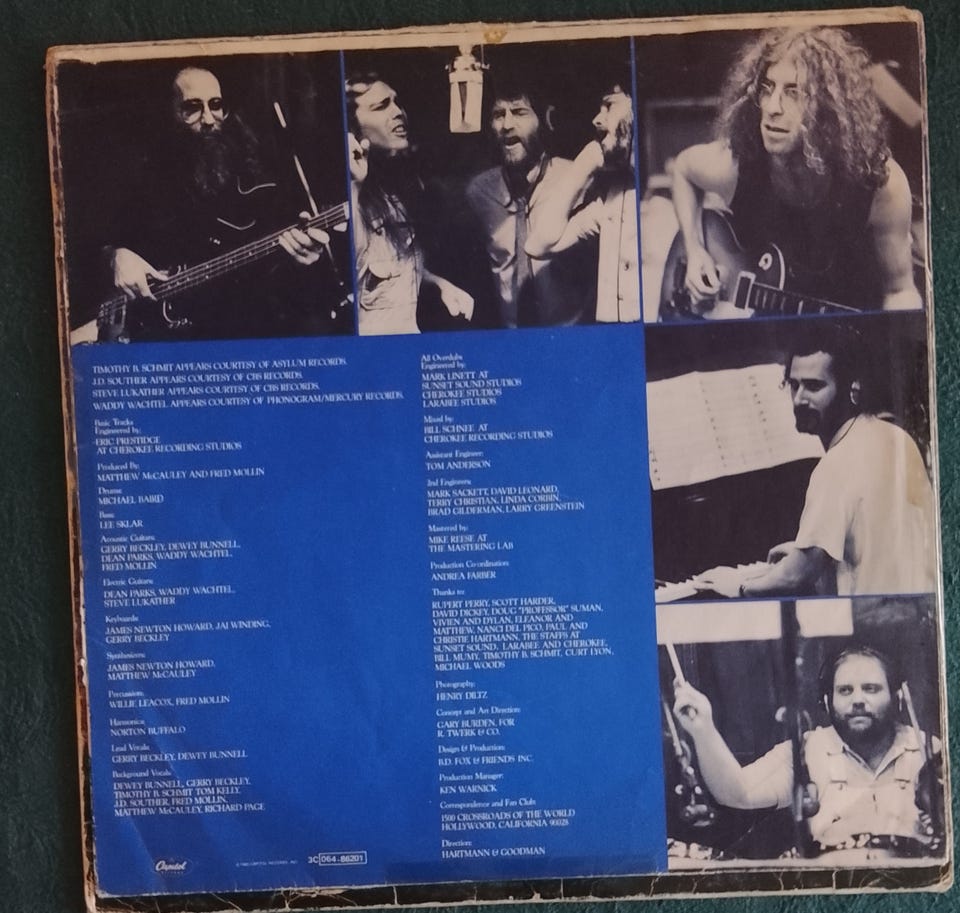 TIMOTHY B. SCHMIT APPEARS COURTESY OF ASYLUM RECORDS.
J.D. SOUTHER APPEARS COURTESY OF CBS RECORDS.
STEVE LUKATHER APPEARS COURTESY OF CBS RECORDS.
WADDY WACHTEL APPEARS COURTESY OF PHONOGRAM/MERCURY RECORDS.
Basic Tracks
Engineered by:
ERIC PRESTIDGE
AT CHEROKEE RECORDING STUDIOS
Produced By:
MATTHEW McCAULEY AND FRED MOLLIN
Drums:
MICHAEL BAIRD
Bass:
LEE SKLAR
Acoustic Guitars:
GERRY BECKLEY, DEWEY BUNNELL,
DEAN PARKS, WADDY WACHTEL,
FRED MOLLIN
Electric Guitars:
DEAN PARKS, WADDY WACHTEL,
STEVE LUKATHER
Keyboards:
JAMES NEWTON HOWARD, JAI WINDING,
GERRY BECKLEY
Synthesizers:
JAMES NEWTON HOWARD,
MATTHEW McCAULEY
Percussion:
WILLIE LEACOX, FRED MOLLIN
Harmonica:
NORTON BUFFALO
Lead Vocals:
GERRY BECKLEY, DEWEY BUNNELL
Background Vocals:
DEWEY BUNNELL, GERRY BECKLEY,
TIMOTHY B. SCHMIT TOM KELLY,
J.D. SOUTHER, FRED MOLLIN,
MATTHEW McCAULEY, RICHARD PAGE
All Overdubs
Engineered by:
MARK LINETT AT
SUNSET SOUND STUDIOS
CHEROKEE STUDIOS
LARABEE STUDIOS
Mixed by:
BILL SCHNEE AT
CHEROKEE RECORDING STUDIOS
Assistant Engineer:
TOM ANDERSON
2nd Engineers:
MARK SACKETT, DAVID LEONARD,
TERRY CHRISTIAN, LINDA CORBIN,
BRAD GILDERMAN, LARRY GREENSTEIN
Mastered by:
MIKE REESE AT
THE MASTERING LAB
Production Co-ordination:
ANDREA FARBER
Thanks to:
RUPERT PERRY, SCOTT HARDER,
DAVID DICKEY, DOUG "PROFESSOR" SUMAN,
VIVIEN AND DYLAN, ELEANOR AND
MATTHEW, NANCI DEL PICO, PAUL AND
CHRISTIE HARTMANN, THE STAFFS AT
SUNSET SOUND, LARABEE AND CHEROKEE,
BILL MUMY, TIMOTHY B. SCHMIT, CURT LYON,
MICHAEL WOODS
Photography:
HENRY DILTZ
Concept and Art Direction:
GARY BURDEN, FOR
R. TWERK & CO.
Design & Production:
B.D. FOX & FRIENDS INC.
Production Manager:
KEN WARNICK
Correspondence and Fan Club:
1500 CROSSROADS OF THE WORLD
HOLLYWOOD, CALIFORNIA 90028
Direction:
HARTMANN & GOODMAN
Capitol
RECORDS
© 1980 CAPITOL RECORDS, INC.
3C 064-86201